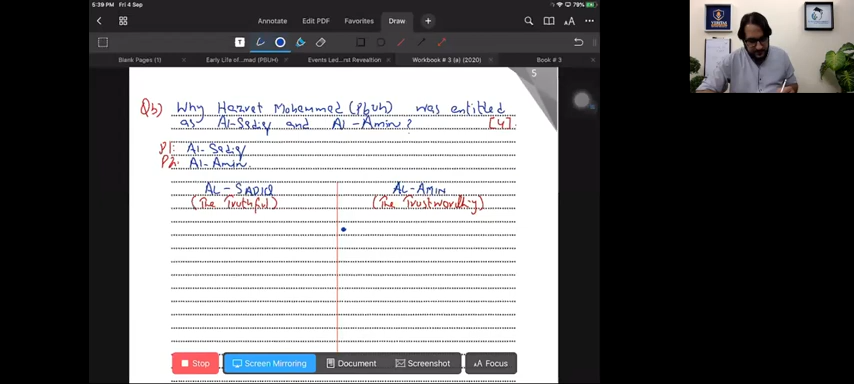 5:39 PM Fri 4 Sep
78%
Annotate Edit PDF Favorites Draw
Blank Pages (1) Early Life of...med (PBUH) Events Led...rst Revealtion Workbook # 3 (a) (2020) Book # 3
5
Qb) Why Hazrat Mohammad (Pbuh) was entitled
as Al-Sadiq and Al-Amin? [4]
P1: Al-Sadiq
P2: Al-Amin.
AL-SADIQ AL-AMIN
(The Truthful) (The Trustworthy)
Stop Screen Mirroring Document Screenshot Focus